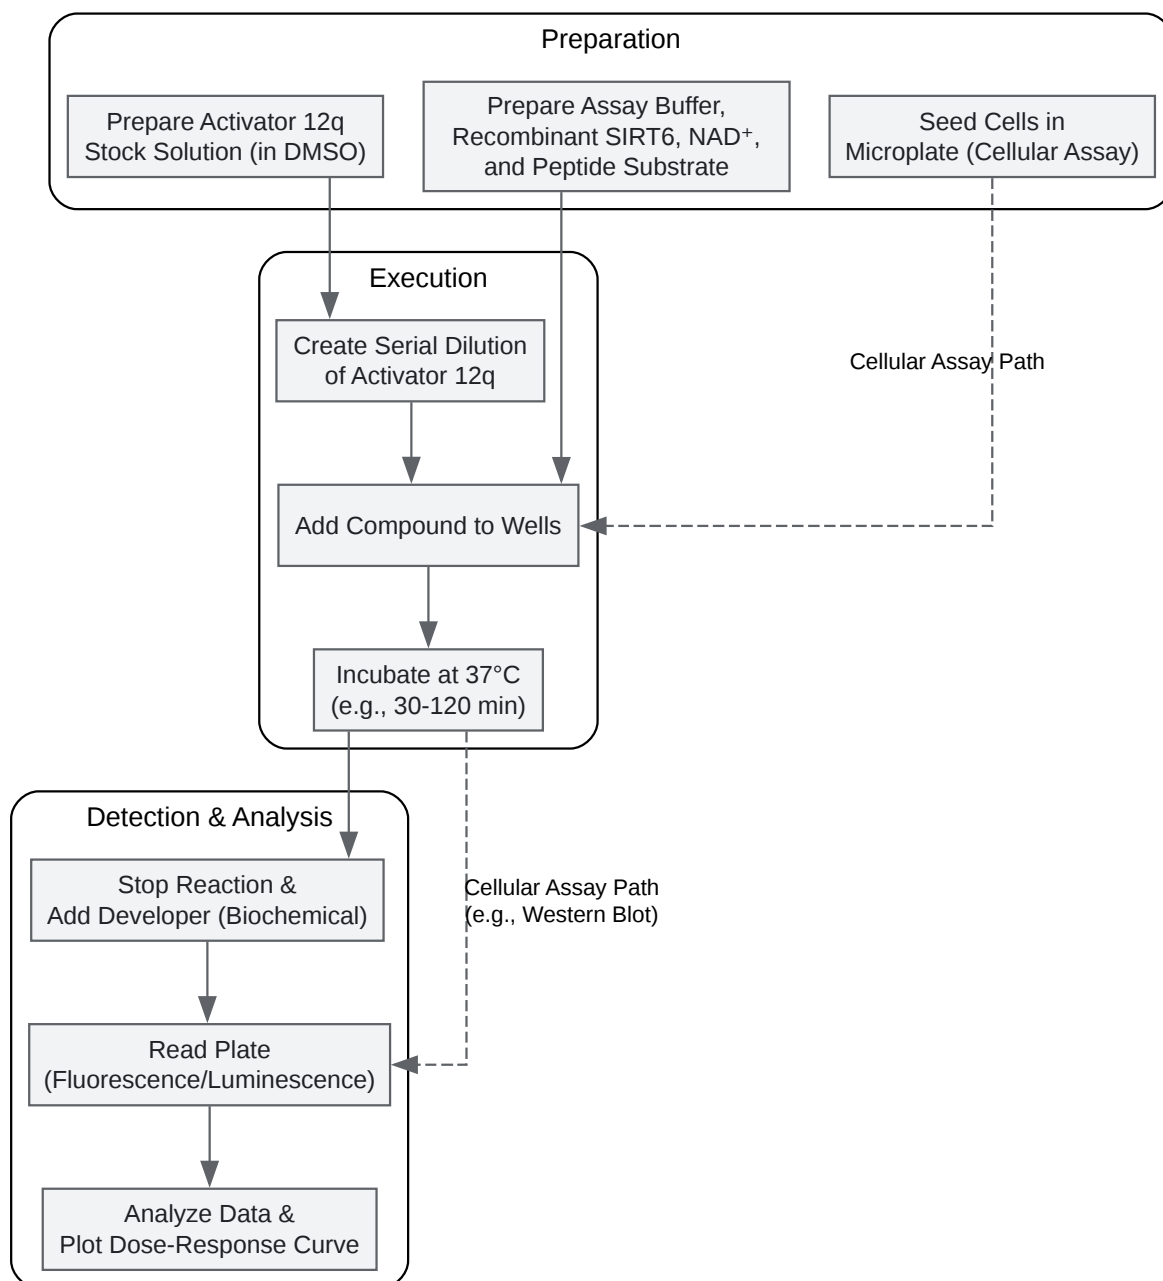 Preparation
Prepare Activator 12q
Stock Solution (in DMSO)
Prepare Assay Buffer,
Recombinant SIRT6, NAD⁺,
and Peptide Substrate
Seed Cells in
Microplate (Cellular Assay)
Execution
Create Serial Dilution
of Activator 12q
Cellular Assay Path
Add Compound to Wells
Incubate at 37°C
(e.g., 30-120 min)
Detection & Analysis
Stop Reaction &
Add Developer (Biochemical)
Cellular Assay Path
(e.g., Western Blot)
Read Plate
(Fluorescence/Luminescence)
Analyze Data &
Plot Dose-Response Curve